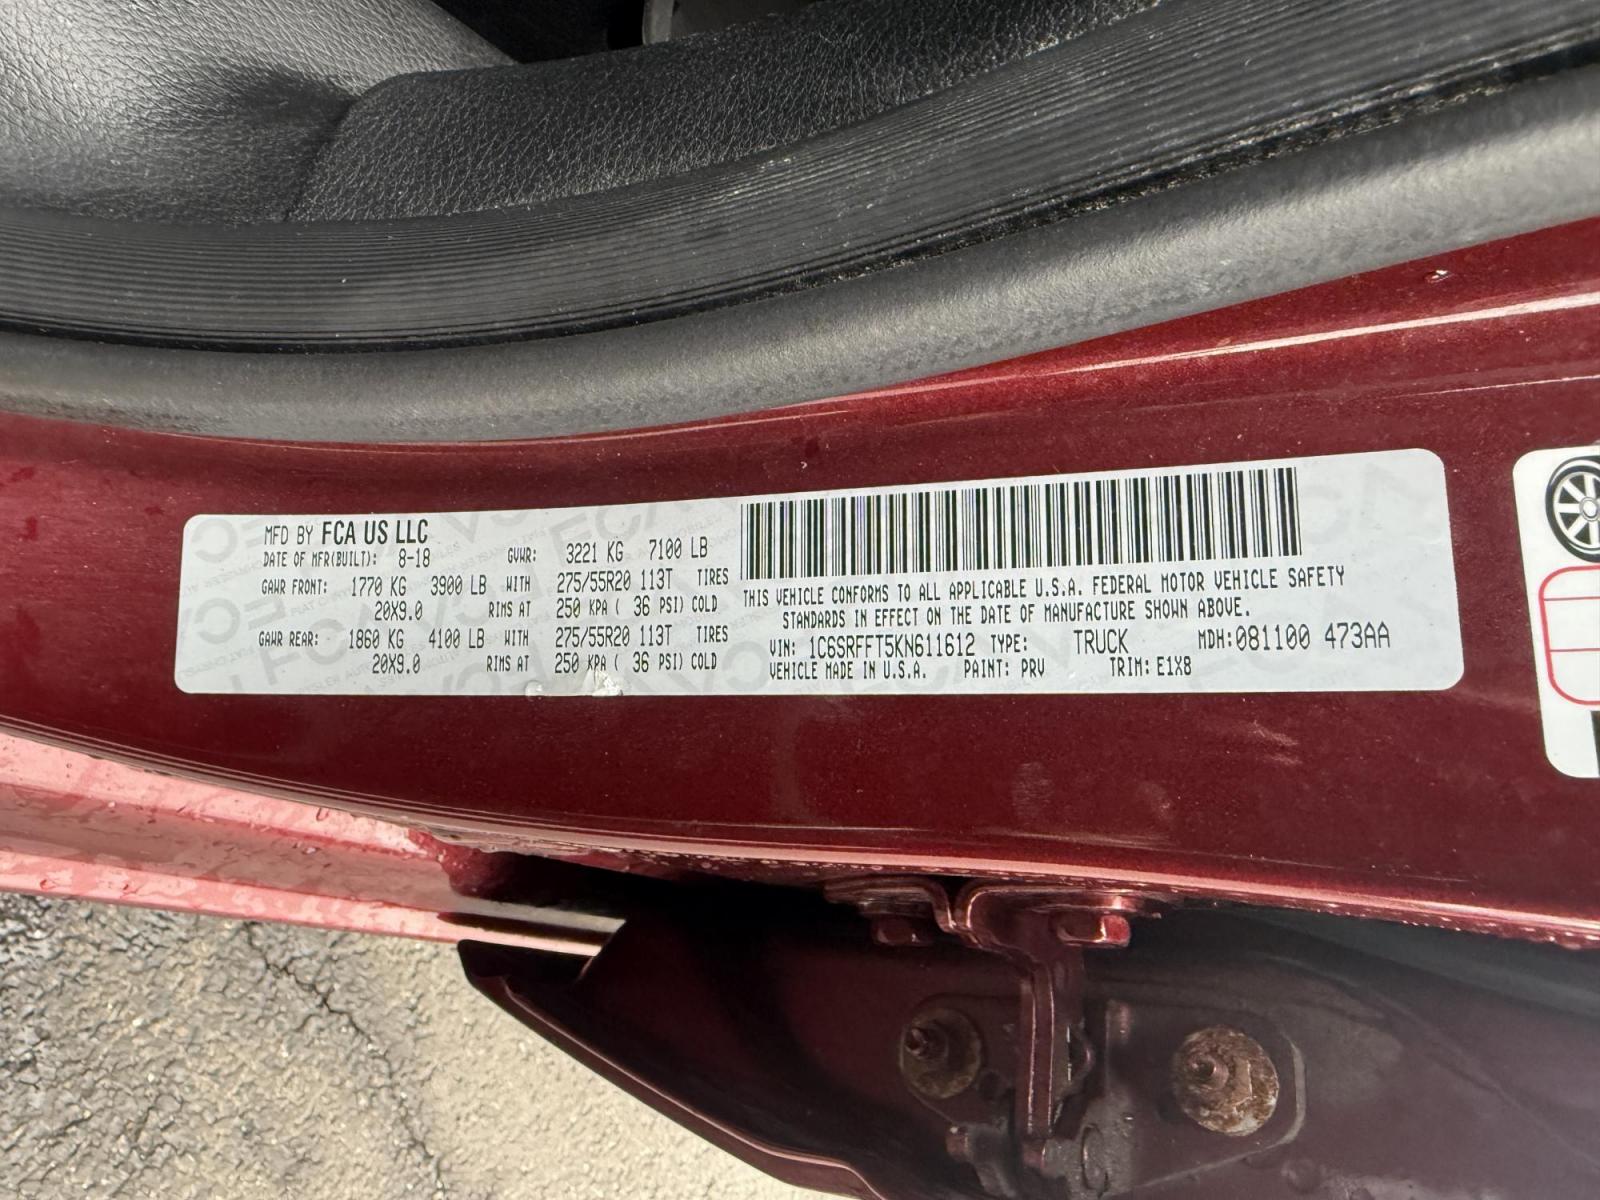 MFD BY FCA US LLC
DATE OF MFR(BUILT): 8-18 GVWR: 3221 KG 7100 LB
GAWR FRONT: 1770 KG 3900 LB WITH 275/55R20 113T TIRES
20X9.0 RIMS AT 250 KPA ( 36 PSI) COLD
GAWR REAR: 1860 KG 4100 LB WITH 275/55R20 113T TIRES
20X9.0 RIMS AT 250 KPA ( 36 PSI) COLD
THIS VEHICLE CONFORMS TO ALL APPLICABLE U.S.A. FEDERAL MOTOR VEHICLE SAFETY
STANDARDS IN EFFECT ON THE DATE OF MANUFACTURE SHOWN ABOVE.
VIN: 1C6SRFFT5KN611612 TYPE: TRUCK MDH:081100 473AA
VEHICLE MADE IN U.S.A. PAINT: PRV TRIM: E1X8